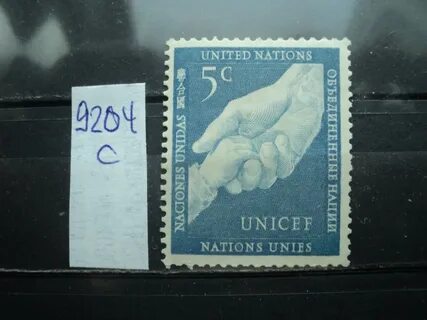 9204
C
UNITED NATIONS
5c
NACIONES UNIDAS
ОБЪЕДИНЕННЫЕ НАЦИИ
UNICEF
NATIONS UNIES